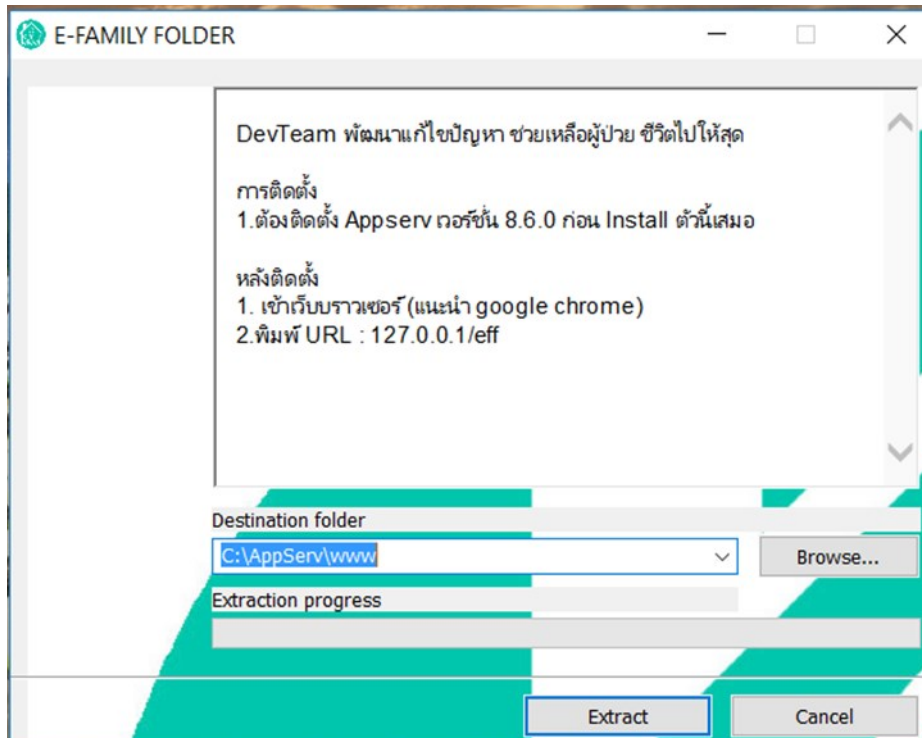 E-FAMILY FOLDER
DevTeam พัฒนาแก้ไขปัญหา ช่วยเหลือผู้ป่วย ชีวิตไปให้สุด
การติดตั้ง
1.ต้องติดตั้ง Appserv เวอร์ชั่น 8.6.0 ก่อน Install ตัวนี้เสมอ
หลังติดตั้ง
1. เข้าเว็บบราวเซอร์ (แนะนำ google chrome)
2.พิมพ์ URL : 127.0.0.1/eff
Destination folder
C:\AppServ\www
Browse...
Extraction progress
Extract
Cancel